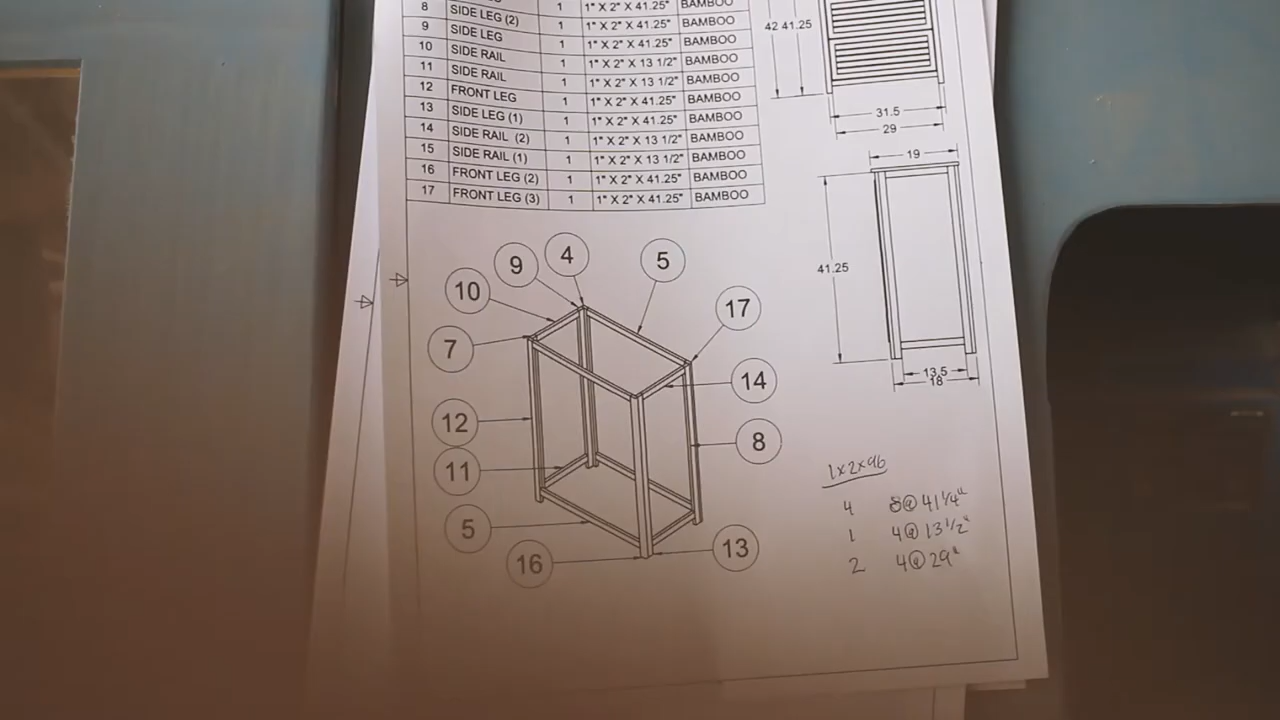 8 SIDE LEG (2) 1 1" X 2" X 41.25" BAMBOO
9 SIDE LEG 1 1" X 2" X 41.25" BAMBOO
10 SIDE RAIL 1 1" X 2" X 13 1/2" BAMBOO
11 SIDE RAIL 1 1" X 2" X 13 1/2" BAMBOO
12 FRONT LEG 1 1" X 2" X 41.25" BAMBOO
13 SIDE LEG (1) 1 1" X 2" X 41.25" BAMBOO
14 SIDE RAIL (2) 1 1" X 2" X 13 1/2" BAMBOO
15 SIDE RAIL (1) 1 1" X 2" X 13 1/2" BAMBOO
16 FRONT LEG (2) 1 1" X 2" X 41.25" BAMBOO
17 FRONT LEG (3) 1 1" X 2" X 41.25" BAMBOO
42 41.25
31.5
29
19
41.25
13.5
18
9 4 5
10
17
7
14
12
8
11
5
13
16
1x2x96
4 8@41 1/4"
1 4@13 1/2"
2 4@29"